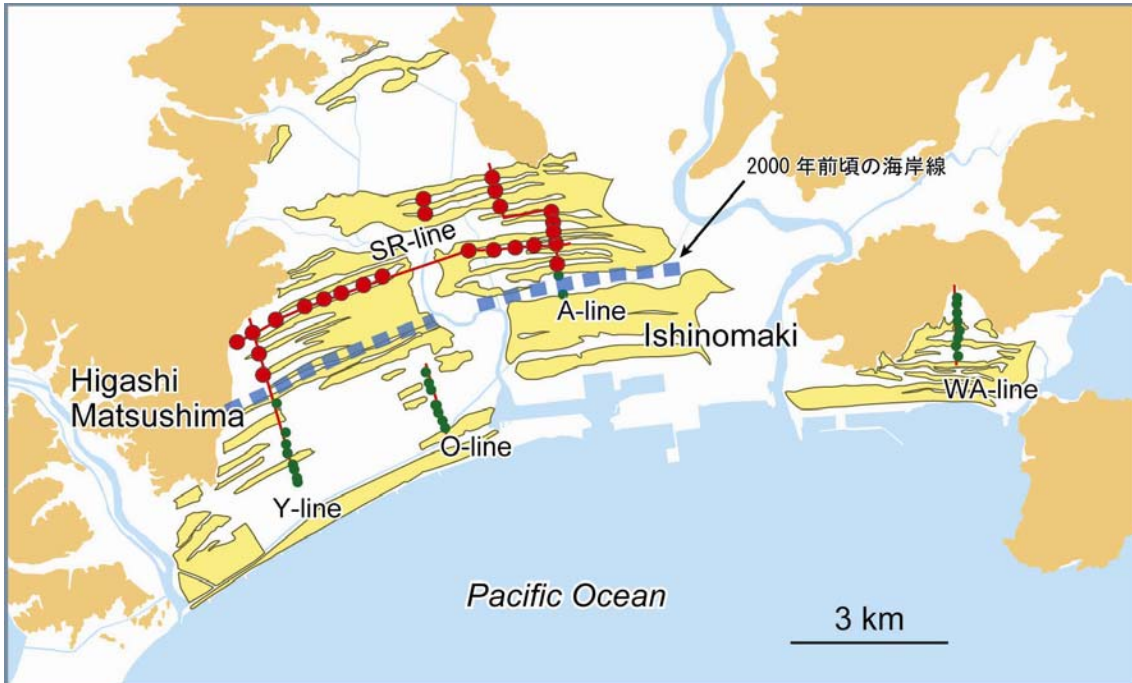 2000 年前頃の海岸線
SR-line
A-line
Ishinomaki
Higashi
Matsushima
WA-line
O-line
Y-line
Pacific Ocean
3 km